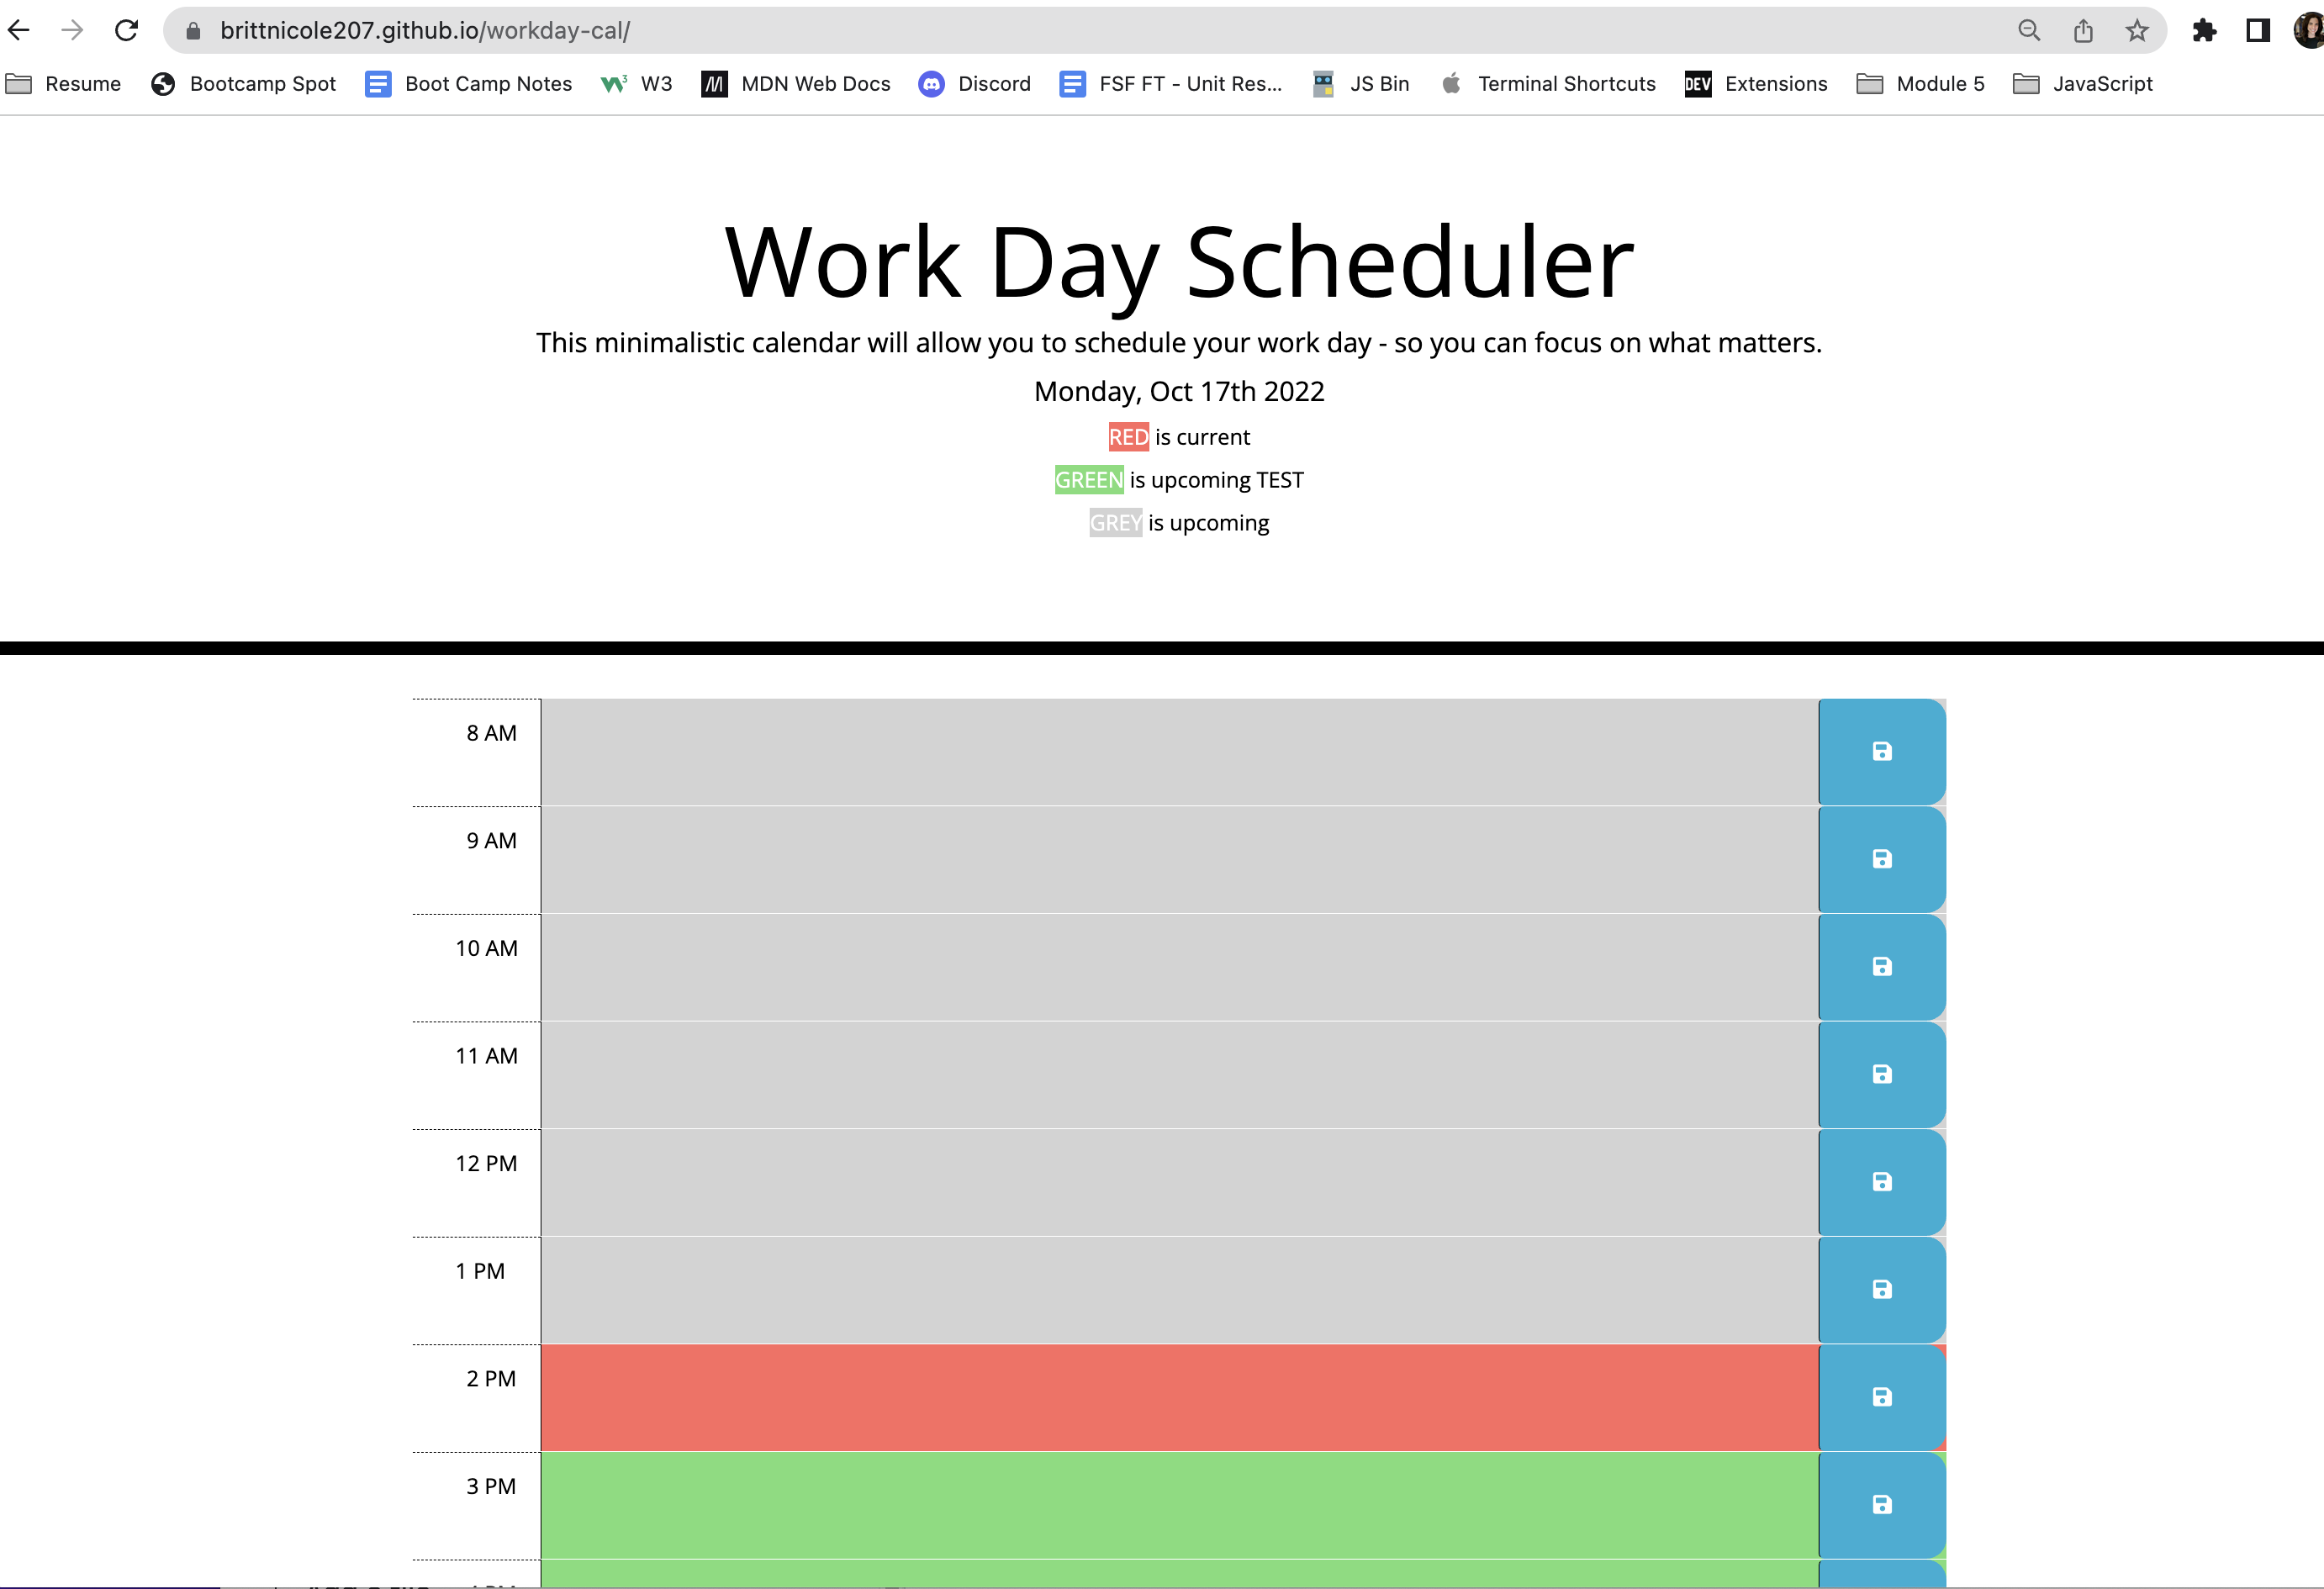 brittnicole207.github.io/workday-cal/
Resume Bootcamp Spot Boot Camp Notes W3 MDN Web Docs Discord FSF FT - Unit Res... JS Bin Terminal Shortcuts DEV Extensions Module 5 JavaScript
Work Day Scheduler
This minimalistic calendar will allow you to schedule your work day - so you can focus on what matters.
Monday, Oct 17th 2022
RED is current
GREEN is upcoming TEST
GREY is upcoming
8 AM
9 AM
10 AM
11 AM
12 PM
1 PM
2 PM
3 PM